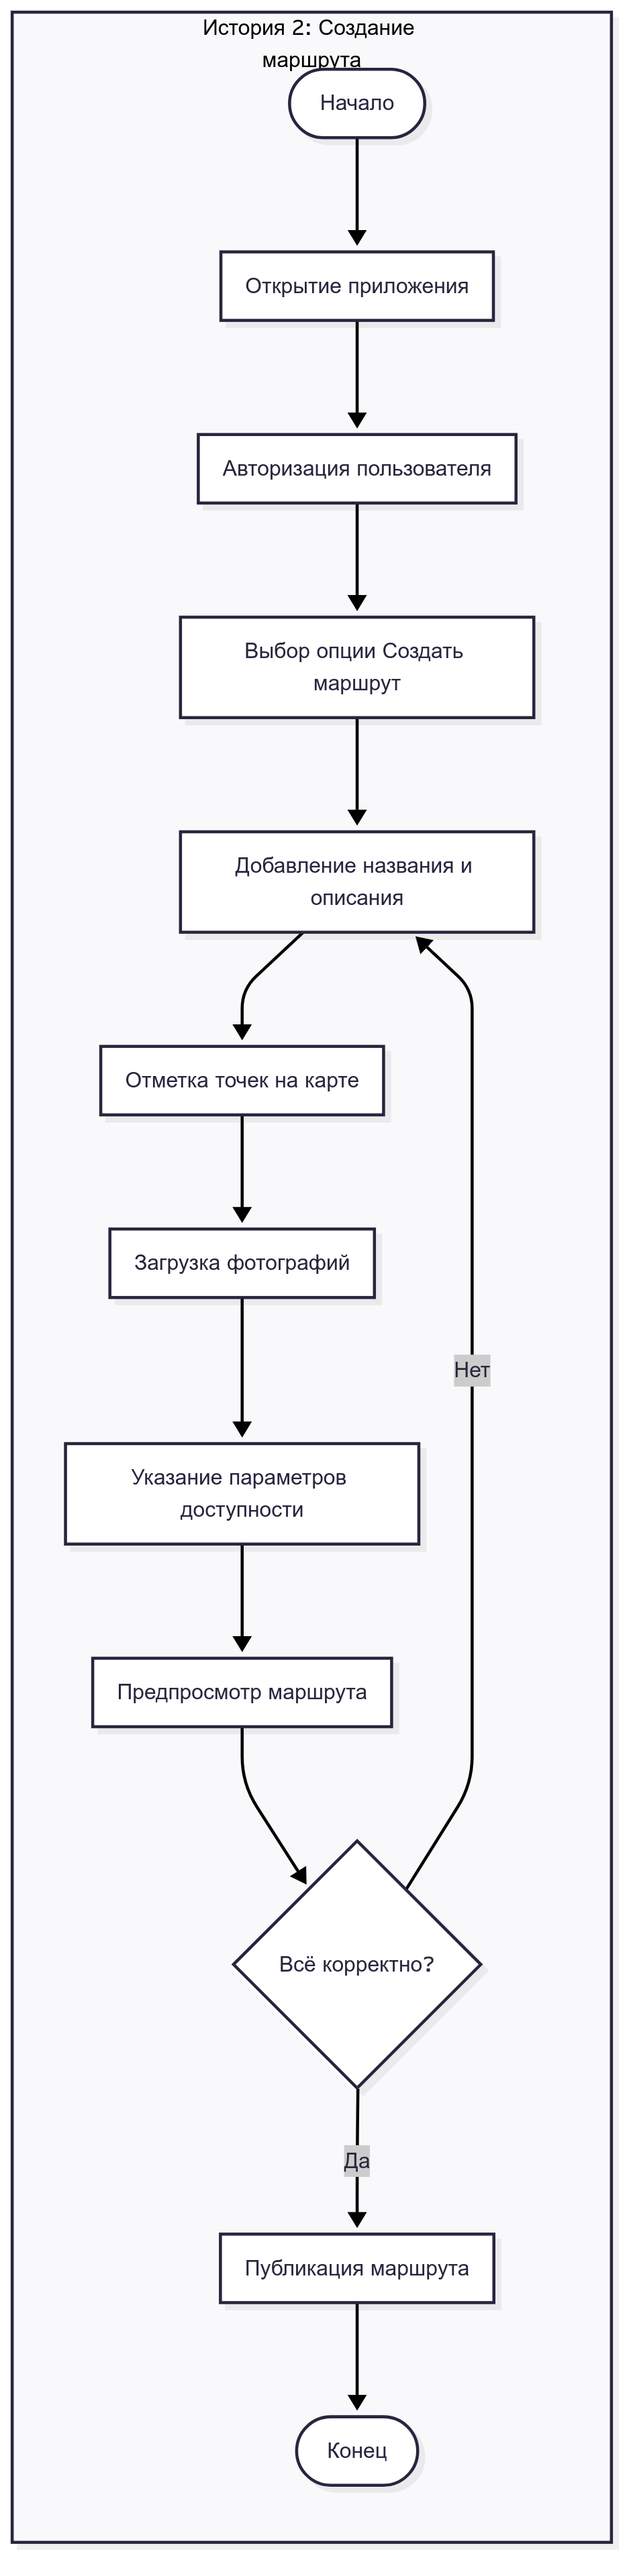 История 2: Создание
маршрута
Начало
Открытие приложения
Авторизация пользователя
Выбор опции Создать
маршрут
Добавление названия и
описания
Отметка точек на карте
Загрузка фотографий
Нет
Указание параметров
доступности
Предпросмотр маршрута
Всё корректно?
Да
Публикация маршрута
Конец